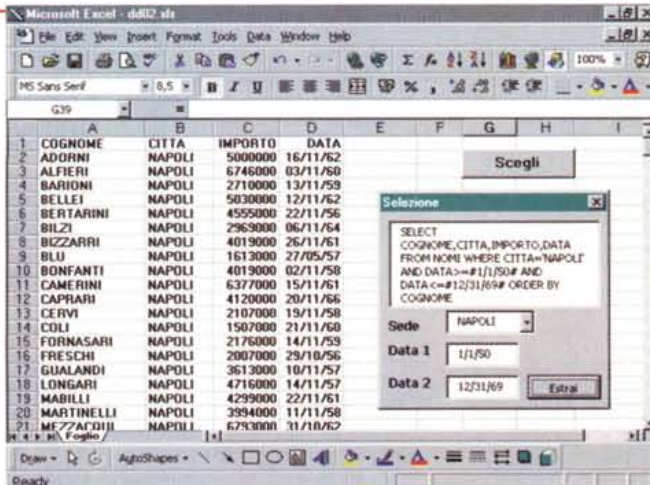 Microsoft Excel - dd02.xls
File Edit View Insert Format Tools Data Window Help
100%
MS Sans Serif 8,5 B I U
G39 =
A B C D E F G H I
1 COGNOME CITTA IMPORTO DATA
2 ADORNI NAPOLI 5000000 16/11/62
3 ALFIERI NAPOLI 6746000 03/11/60
4 BARIONI NAPOLI 2710000 13/11/59
5 BELLEI NAPOLI 5030000 12/11/62
6 BERTARINI NAPOLI 4555000 22/11/56
7 BILZI NAPOLI 2969000 06/11/64
8 BIZZARRI NAPOLI 4019000 26/11/61
9 BLU NAPOLI 1613000 27/05/57
10 BONFANTI NAPOLI 4019000 02/11/58
11 CAMERINI NAPOLI 6377000 15/11/61
12 CAPRARI NAPOLI 4120000 20/11/66
13 CERVI NAPOLI 2107000 19/11/58
14 COLI NAPOLI 1507000 21/11/60
15 FORNASARI NAPOLI 2176000 14/11/59
16 FRESCHI NAPOLI 2007000 29/10/56
17 GUALANDI NAPOLI 3613000 10/11/57
18 LONGARI NAPOLI 4716000 14/11/57
19 MABILLI NAPOLI 4299000 22/11/61
20 MARTINELLI NAPOLI 3994000 11/11/58
21 MEZZACQUI NAPOLI 6793000 31/10/62
Scegli
Selezione
SELECT
COGNOME,CITTA,IMPORTO,DATA
FROM NOMI WHERE CITTA='NAPOLI'
AND DATA>=#1/1/50# AND
DATA<=#12/31/69# ORDER BY
COGNOME
Sede NAPOLI
Data 1 1/1/50
Data 2 12/31/69 Estrai
Foglio
Draw AutoShapes
Ready